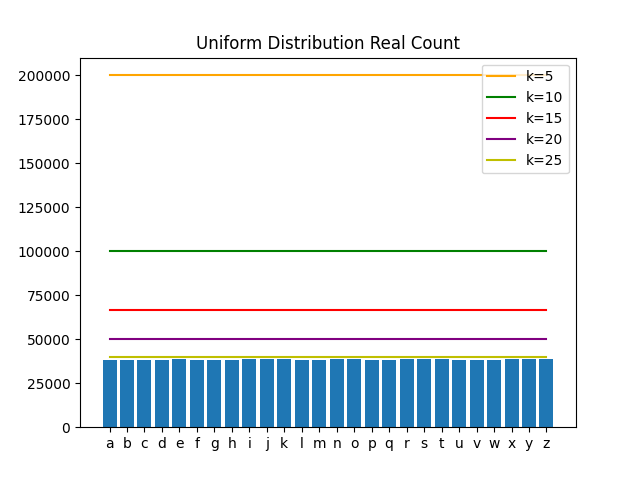 Uniform Distribution Real Count
200000
175000
150000
125000
100000
75000
50000
25000
0
k=5
k=10
k=15
k=20
k=25
a b c d e f g h i j k l m n o p q r s t u v w x y z